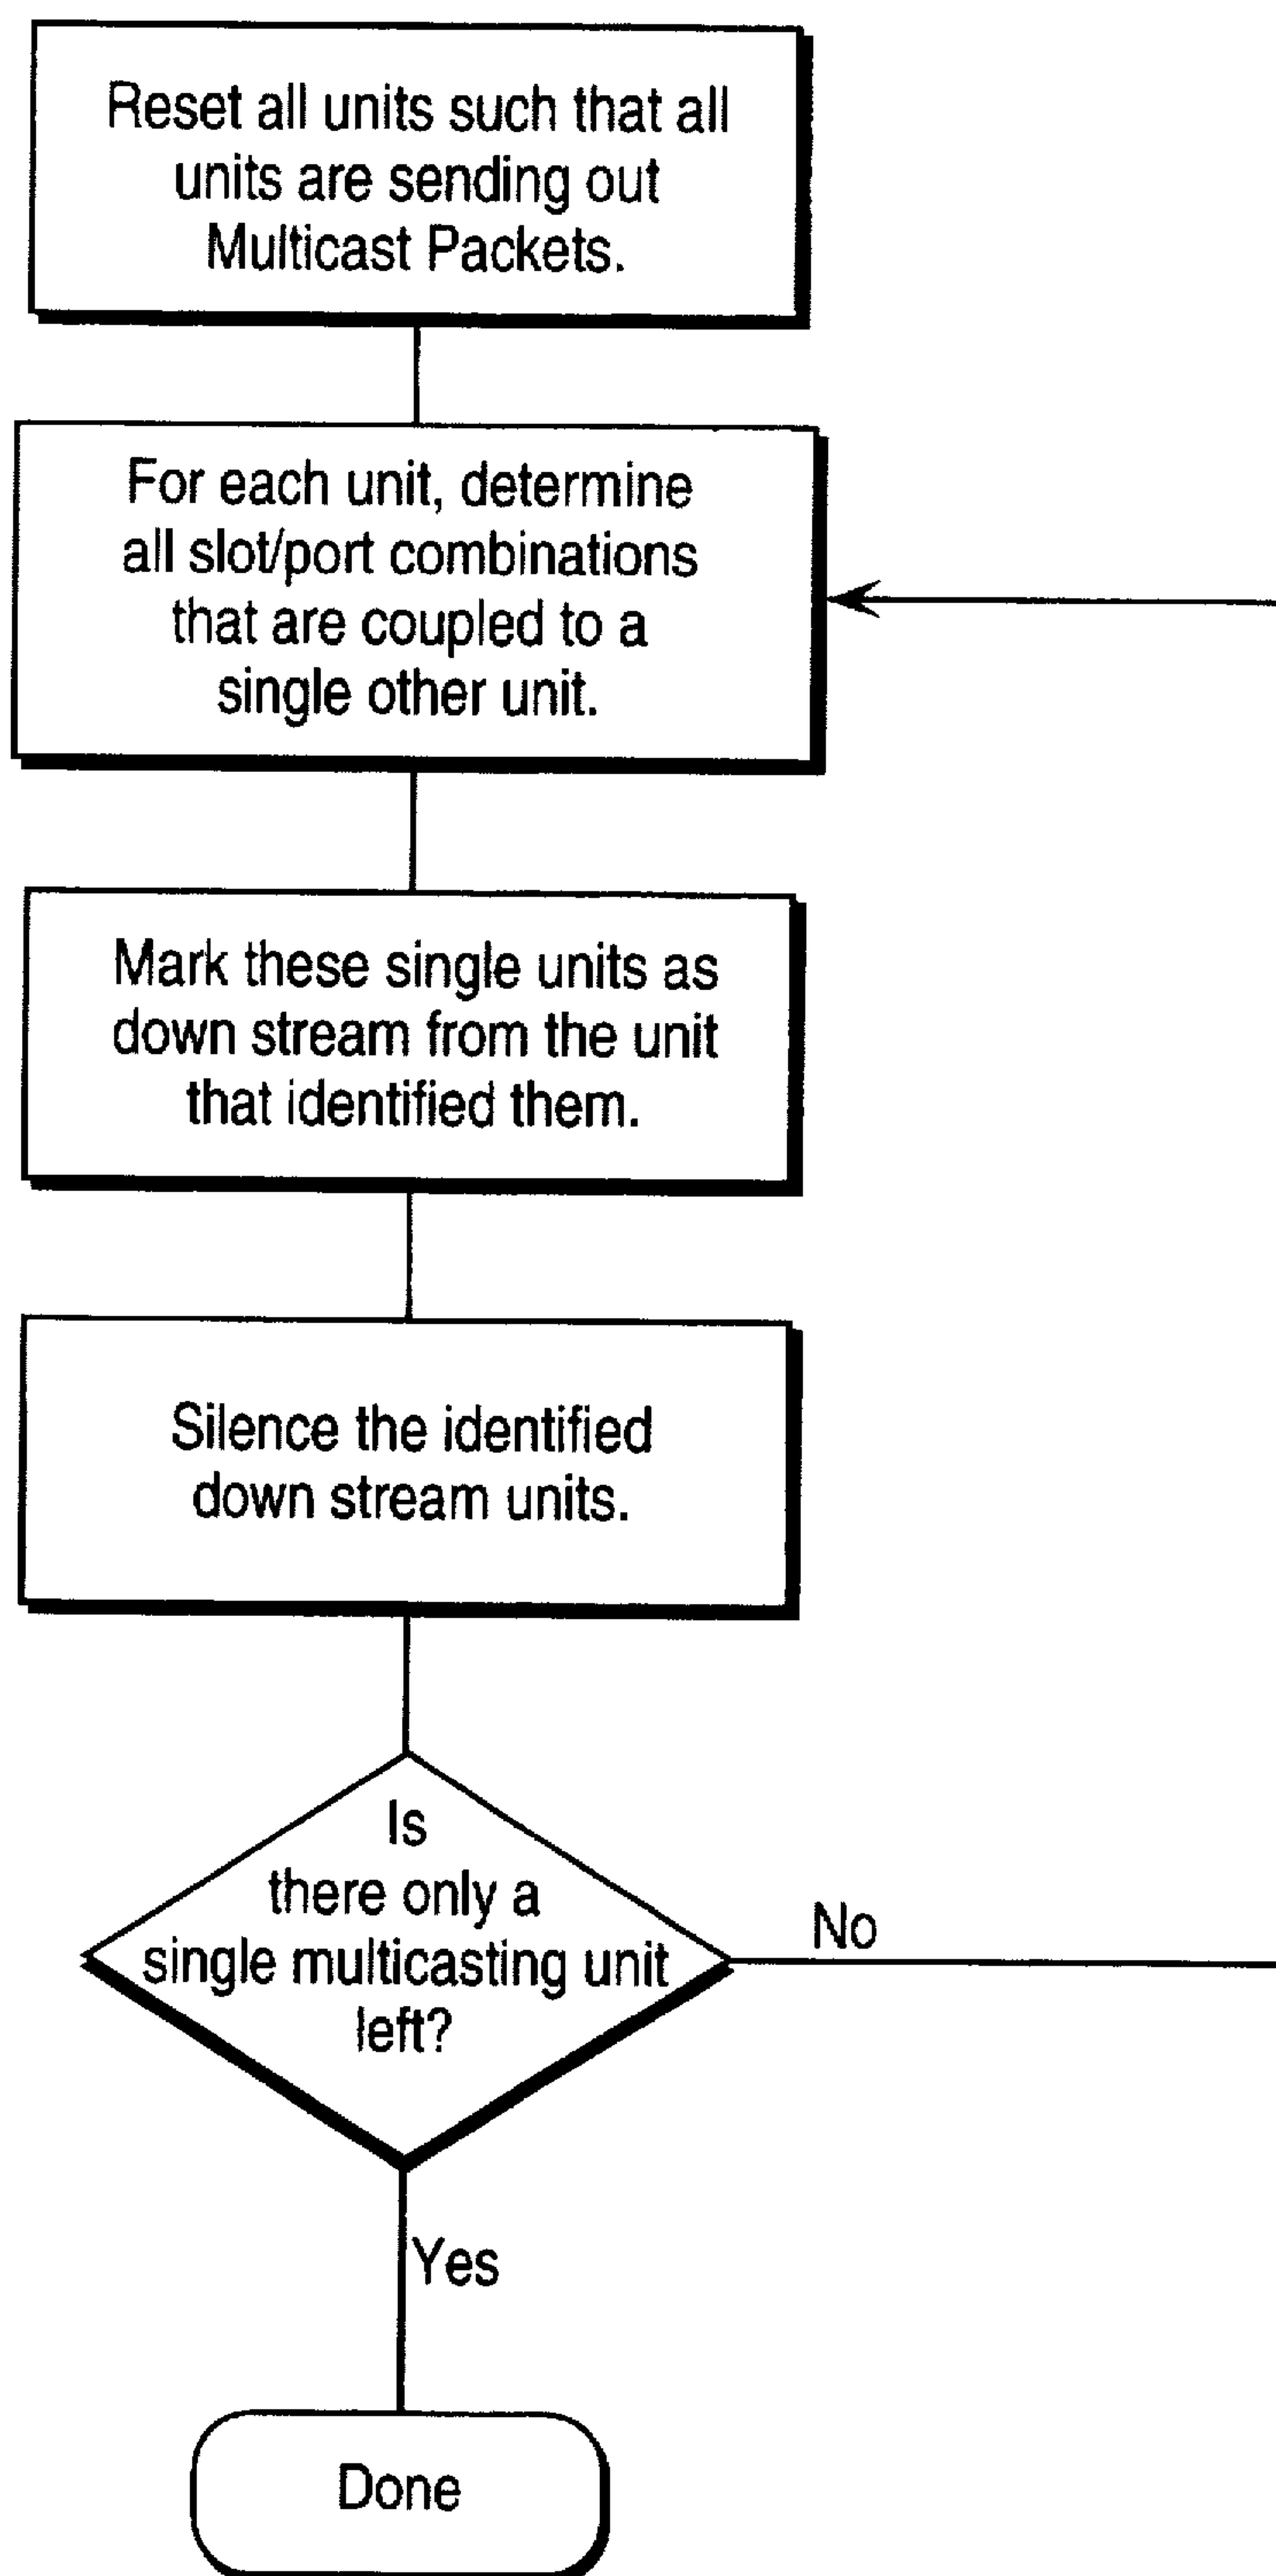 Reset all units such that all
units are sending out
Multicast Packets.
For each unit, determine
all slot/port combinations
that are coupled to a
single other unit.
Mark these single units as
down stream from the unit
that identified them.
Silence the identified
down stream units.
Is
there only a
single multicasting unit
left?
No
Yes
Done